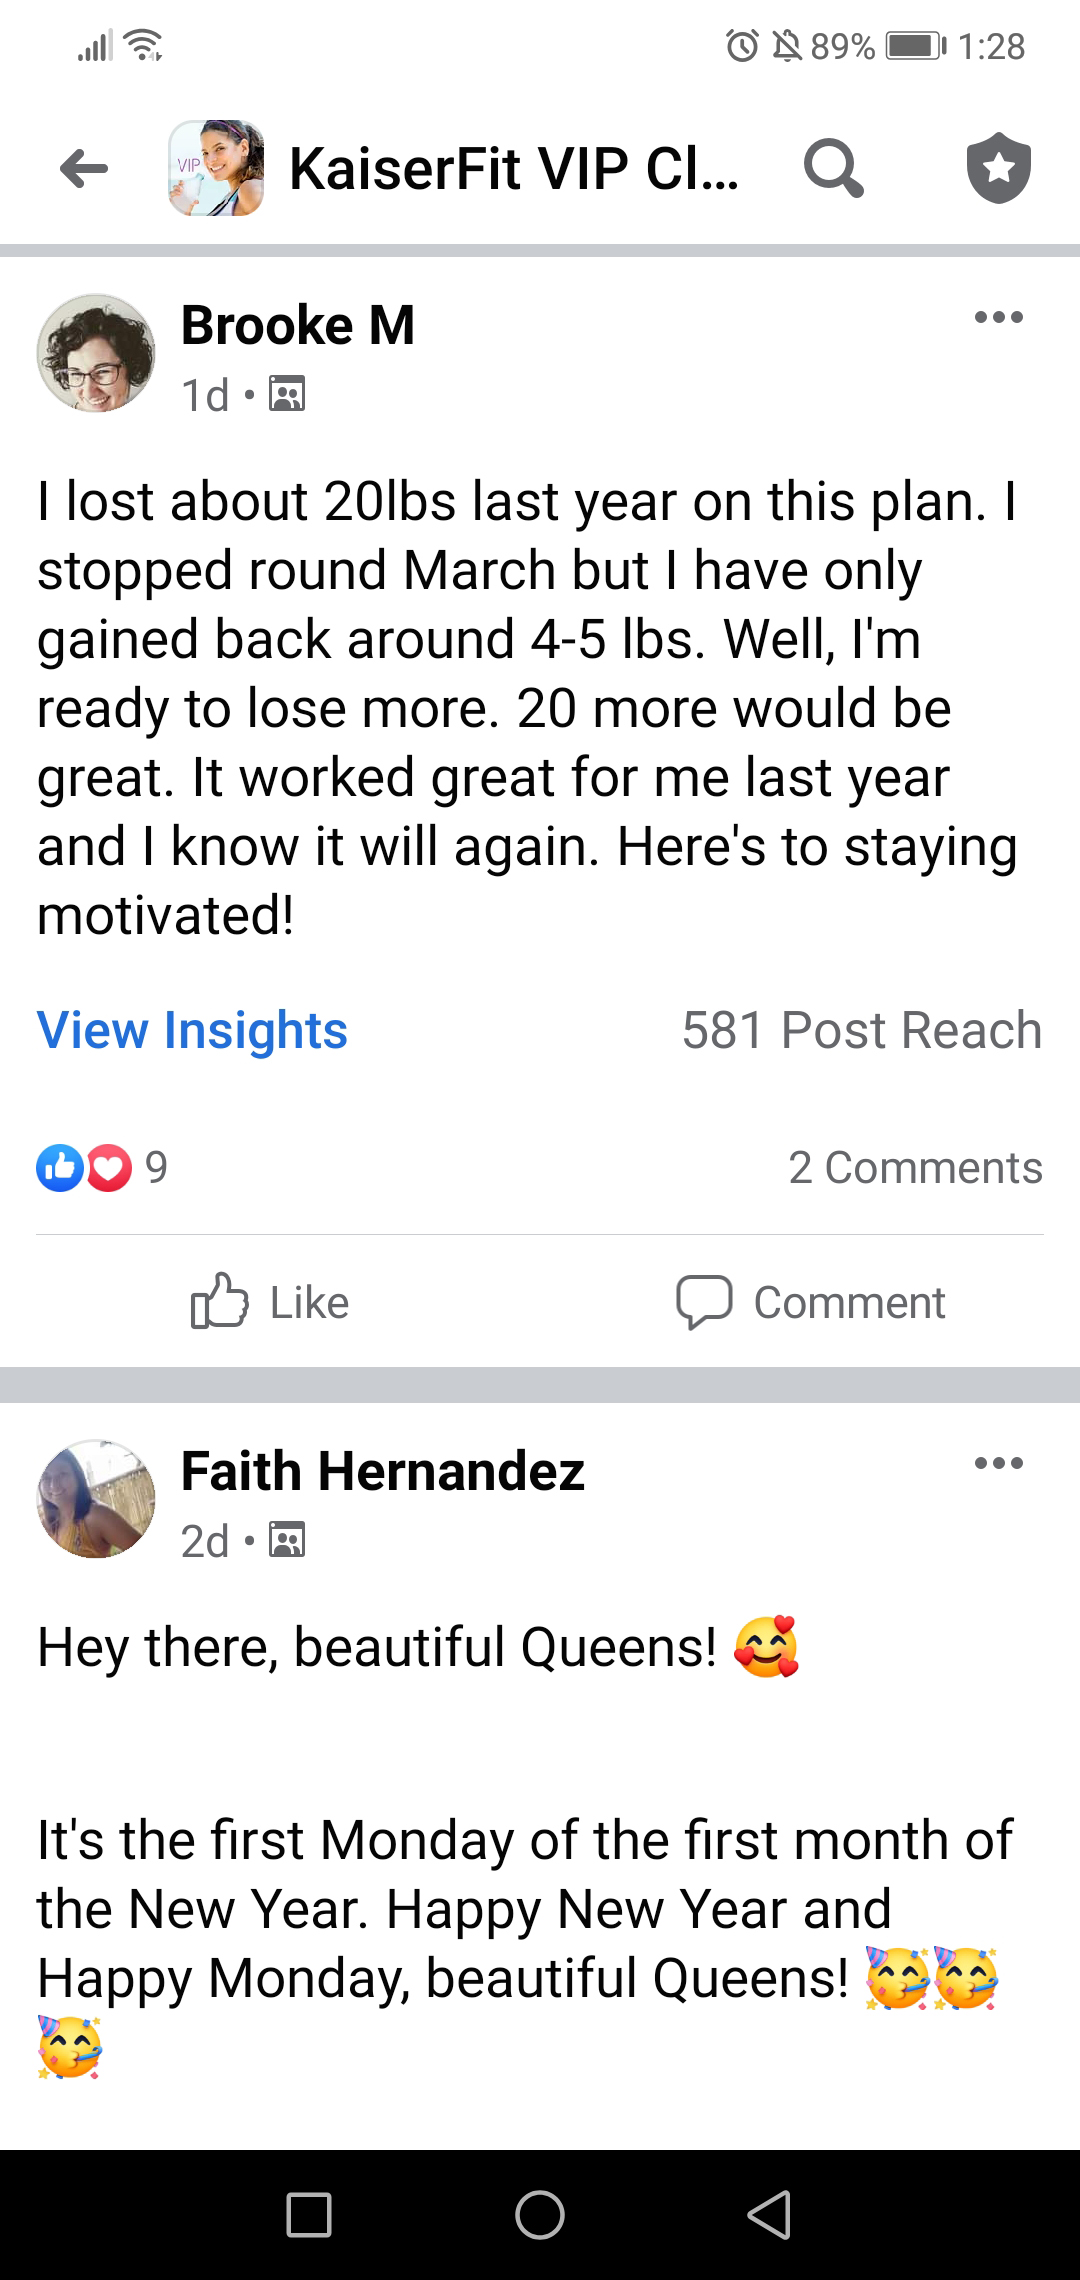 89% 1:28
VIP
KaiserFit VIP Cl...
Brooke M
1d •
I lost about 20lbs last year on this plan. I
stopped round March but I have only
gained back around 4-5 lbs. Well, I'm
ready to lose more. 20 more would be
great. It worked great for me last year
and I know it will again. Here's to staying
motivated!
View Insights 581 Post Reach
9 2 Comments
Like Comment
Faith Hernandez
2d •
Hey there, beautiful Queens! 🥰
It's the first Monday of the first month of
the New Year. Happy New Year and
Happy Monday, beautiful Queens! 🥳🥳
🥳